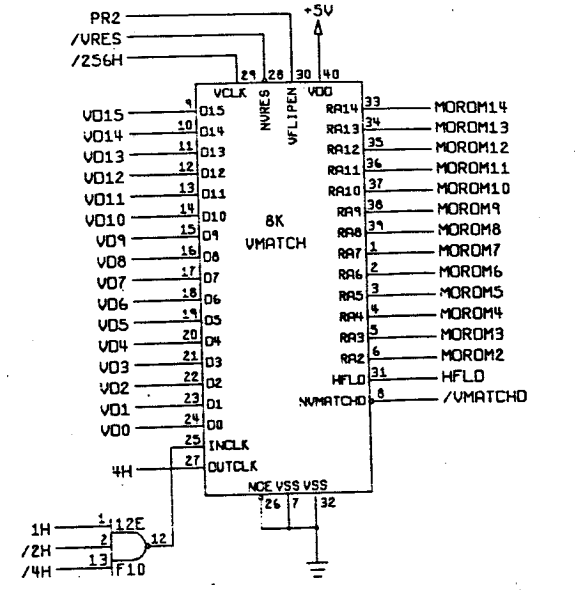 +5V
PR2
/VRES
/256H
29 28 30 40
VCLK NVRES VFLIPEN VDD
VD15 9 D15
VD14 10 D14
VD13 11 D13
VD12 12 D12
VD11 13 D11
VD10 14 D10
VD9 15 D9
VD8 16 D8
VD7 17 D7
VD6 18 D6
VD5 19 D5
VD4 20 D4
VD3 21 D3
VD2 22 D2
VD1 23 D1
VD0 24 D0
25 INCLK
4H 27 OUTCLK
8K
VMATCH
RA14 33 MOROM14
RA13 34 MOROM13
RA12 35 MOROM12
RA11 36 MOROM11
RA10 37 MOROM10
RA9 38 MOROM9
RA8 39 MOROM8
RA7 1 MOROM7
RA6 2 MOROM6
RA5 3 MOROM5
RA4 4 MOROM4
RA3 5 MOROM3
RA2 6 MOROM2
HFLD 31 HFLD
NVMATCHD 8 /VMATCHD
NCE VSS VSS
26 7 32
1H 1 12E
/2H 2 12
/4H 13 F10